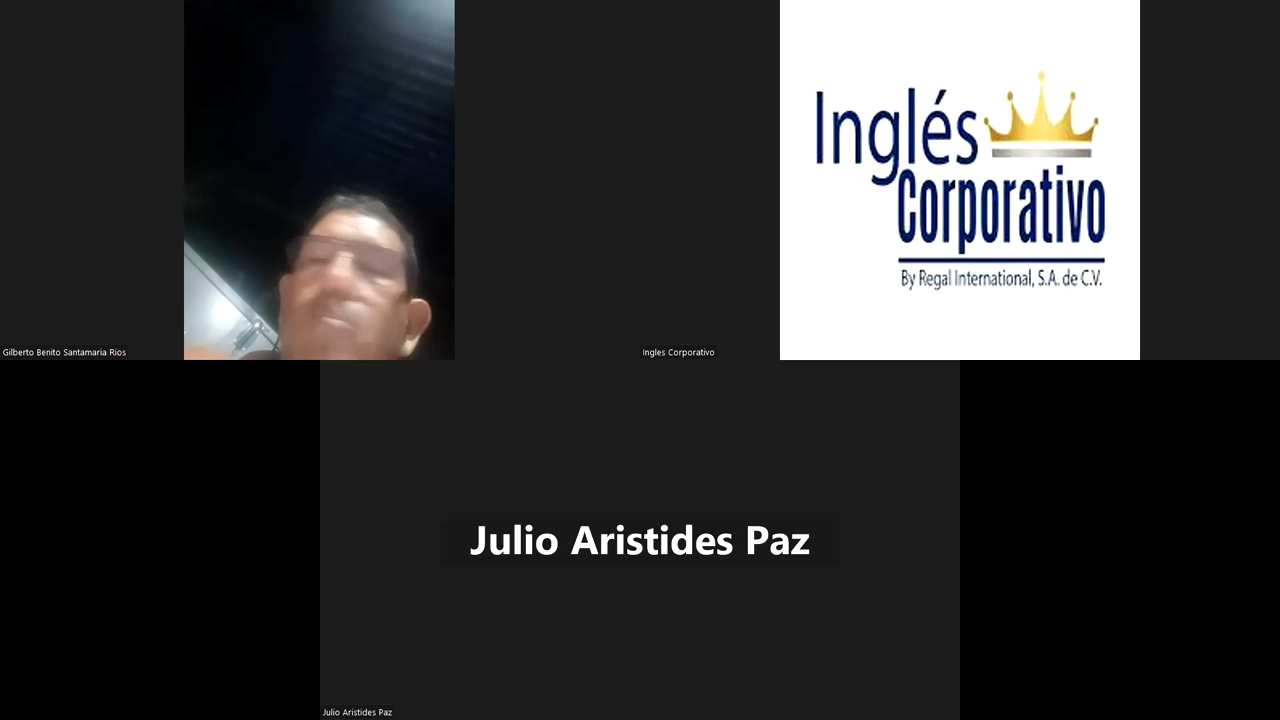 Inglés
Corporativo
By Regal International, S.A. de C.V.
Gilberto Benito Santamaria Rios
Ingles Corporativo
Julio Aristides Paz
Julio Aristides Paz